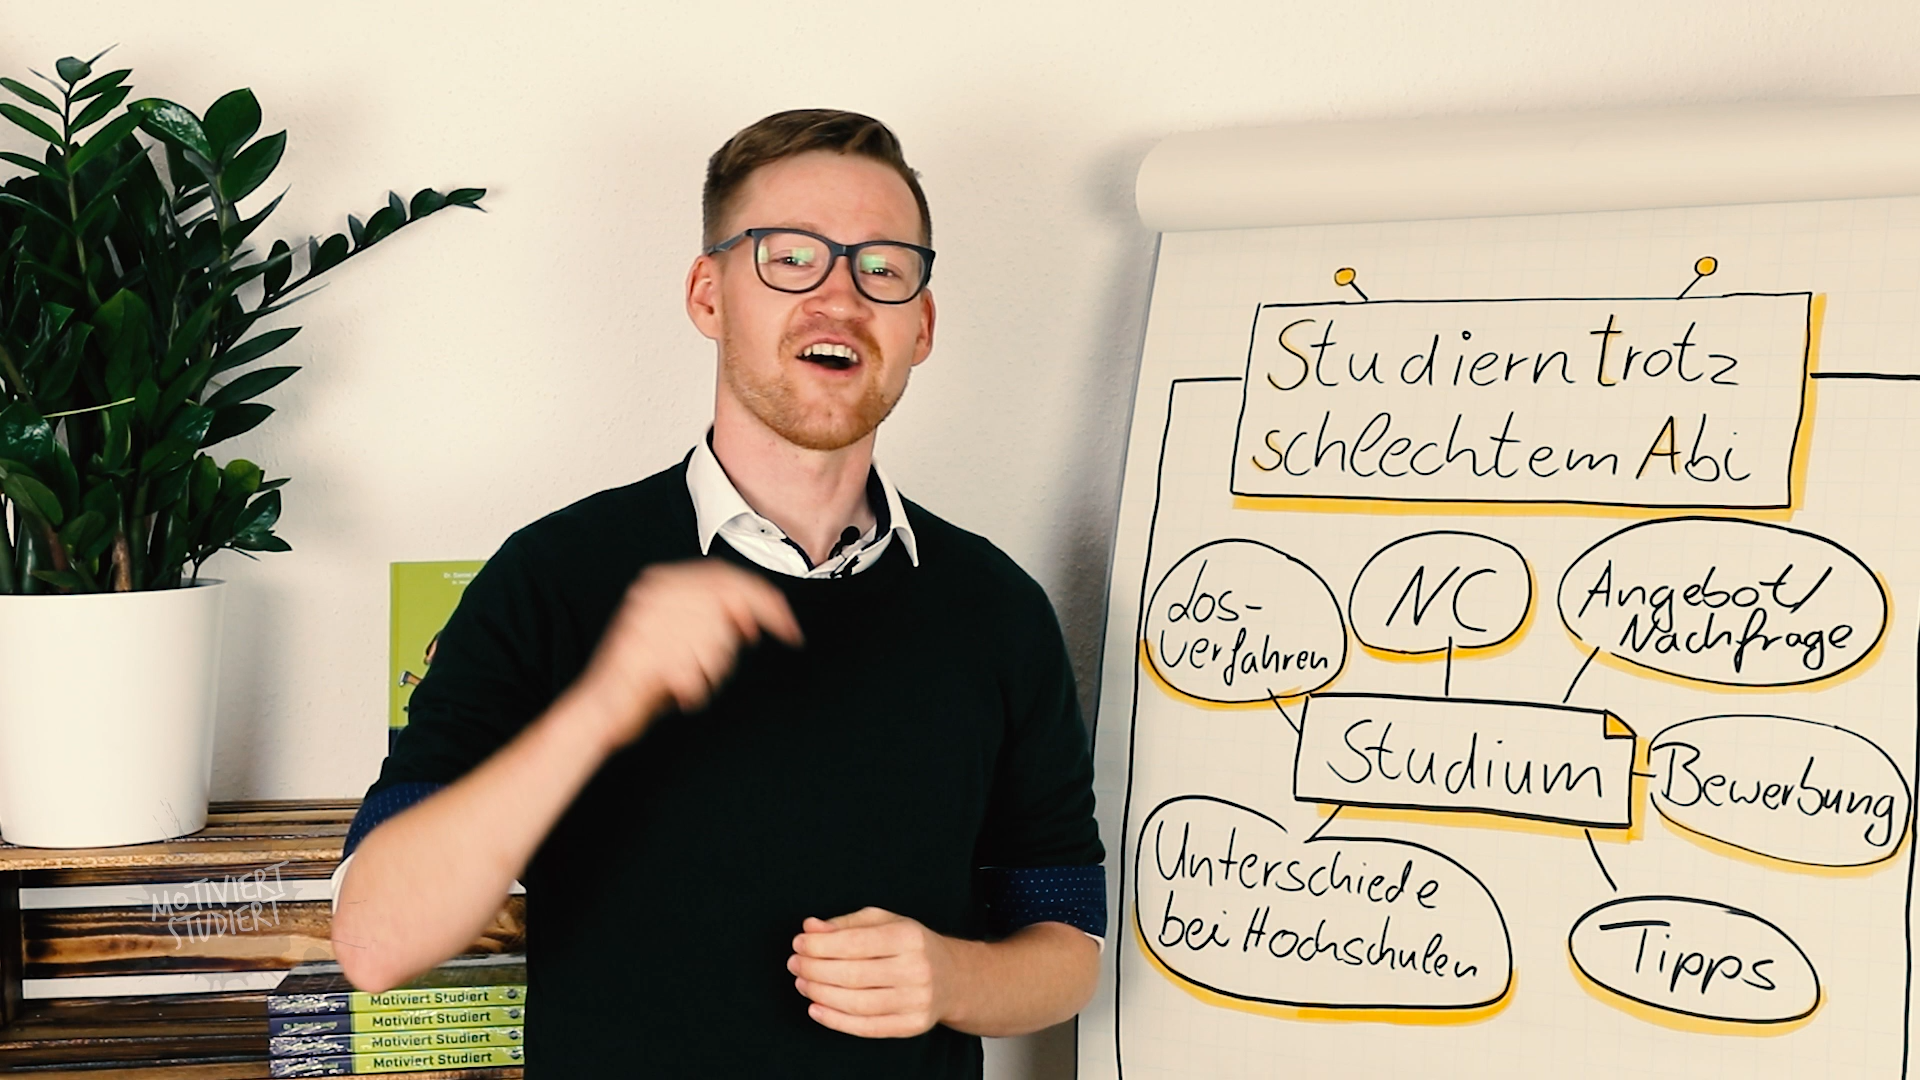 Studiern trotz
schlechtem Abi
Los-
verfahren
NC
Angebot/
Nachfrage
Studium
Bewerbung
Unterschiede
bei Hochschulen
Tipps
MOTIVIERT
STUDIERT
Motiviert Studiert
Motiviert Studiert
Motiviert Studiert
Motiviert Studiert